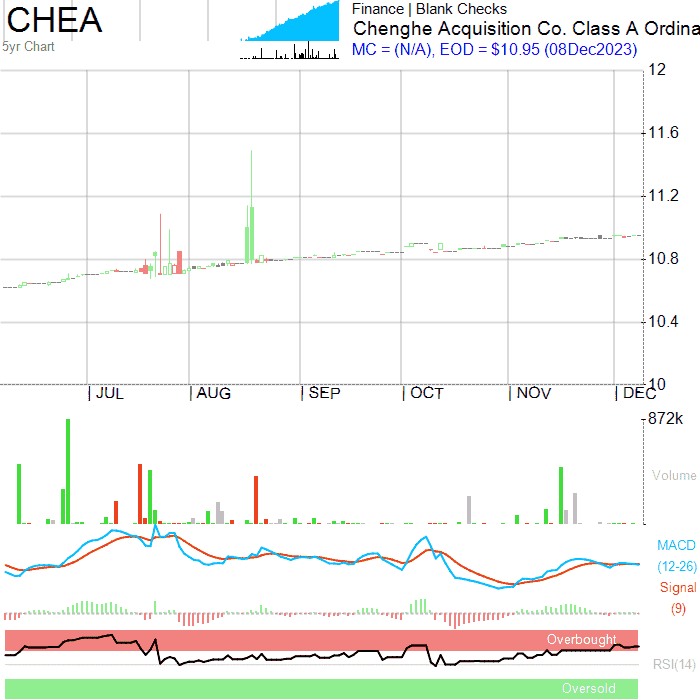 CHEA
5yr Chart
Finance | Blank Checks
Chenghe Acquisition Co. Class A Ordina
MC = (N/A), EOD = $10.95 (08Dec2023)
12
11.6
11.2
10.8
10.4
10
JUL AUG SEP OCT NOV DEC
872k
Volume
MACD
(12-26)
Signal
(9)
Overbought
RSI(14)
Oversold